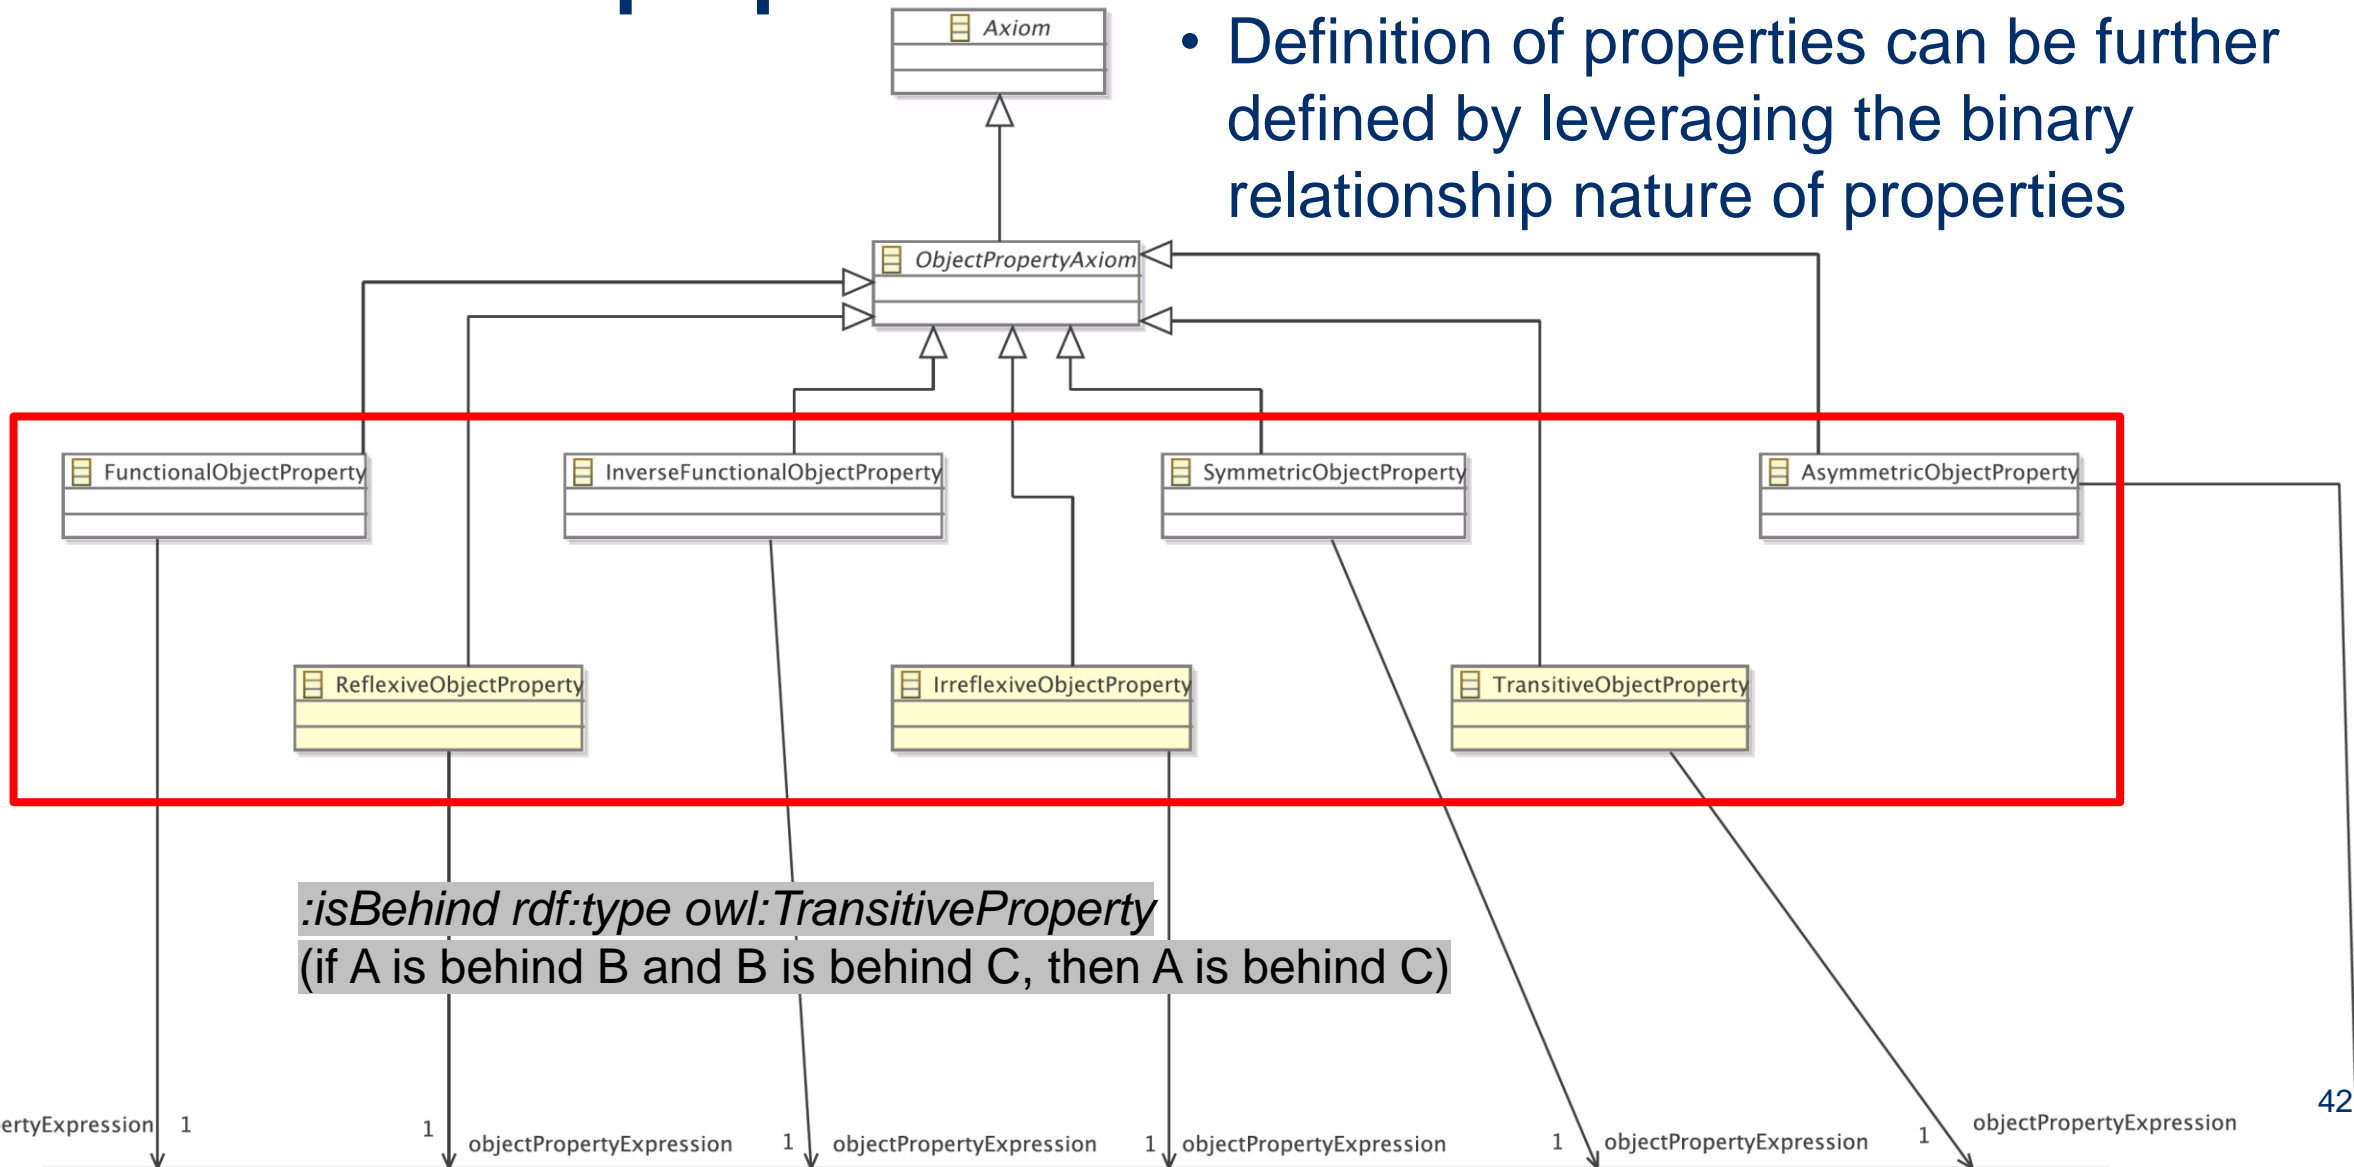 Axiom
• Definition of properties can be further
defined by leveraging the binary
relationship nature of properties
ObjectPropertyAxiom
FunctionalObjectProperty
InverseFunctionalObjectProperty
SymmetricObjectProperty
AsymmetricObjectProperty
ReflexiveObjectProperty
IrreflexiveObjectProperty
TransitiveObjectProperty
:isBehind rdf:type owl:TransitiveProperty
(if A is behind B and B is behind C, then A is behind C)
42
ertyExpression 1
1 objectPropertyExpression
1 objectPropertyExpression
1 objectPropertyExpression
1 objectPropertyExpression
1 objectPropertyExpression